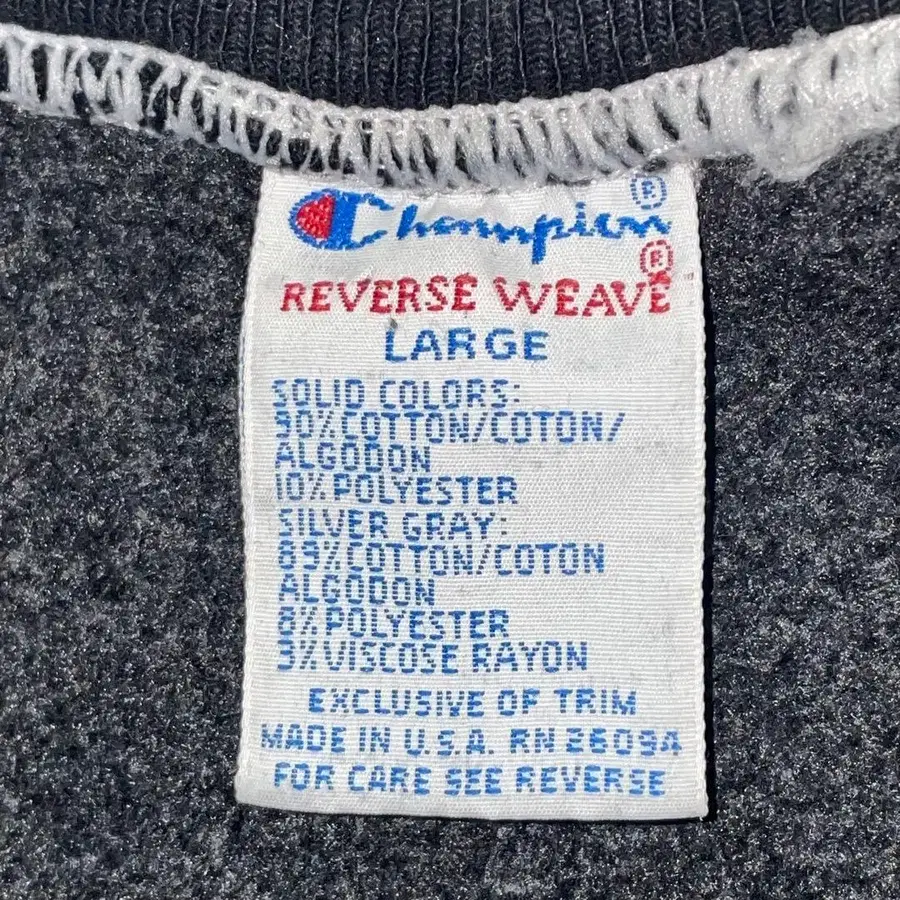 Champion®
REVERSE WEAVE®
LARGE
SOLID COLORS:
90% COTTON/COTON/
ALGODON
10% POLYESTER
SILVER GRAY:
89% COTTON/COTON
ALGODON
8% POLYESTER
3% VISCOSE RAYON
EXCLUSIVE OF TRIM
MADE IN U.S.A. RN 26094
FOR CARE SEE REVERSE